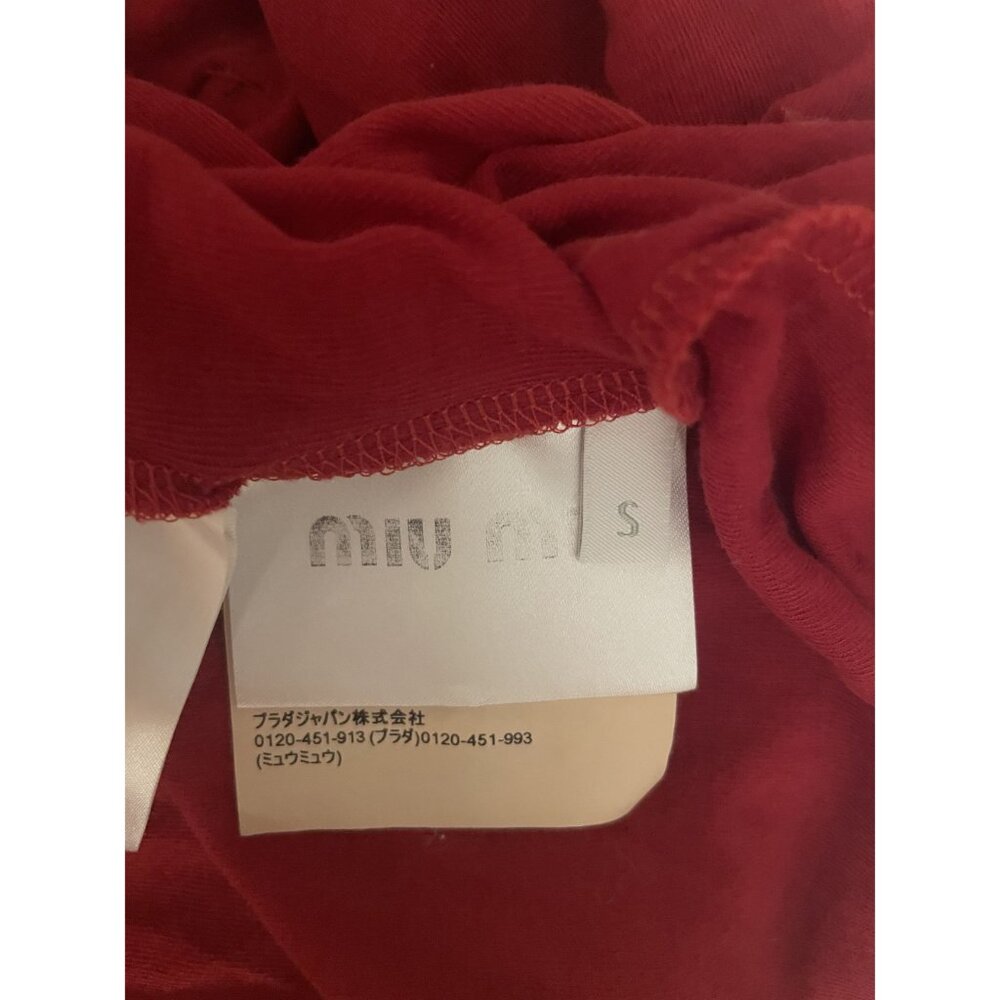 miu mi
S
プラダジャパン株式会社
0120-451-913 (プラダ)0120-451-993
(ミュウミュウ)